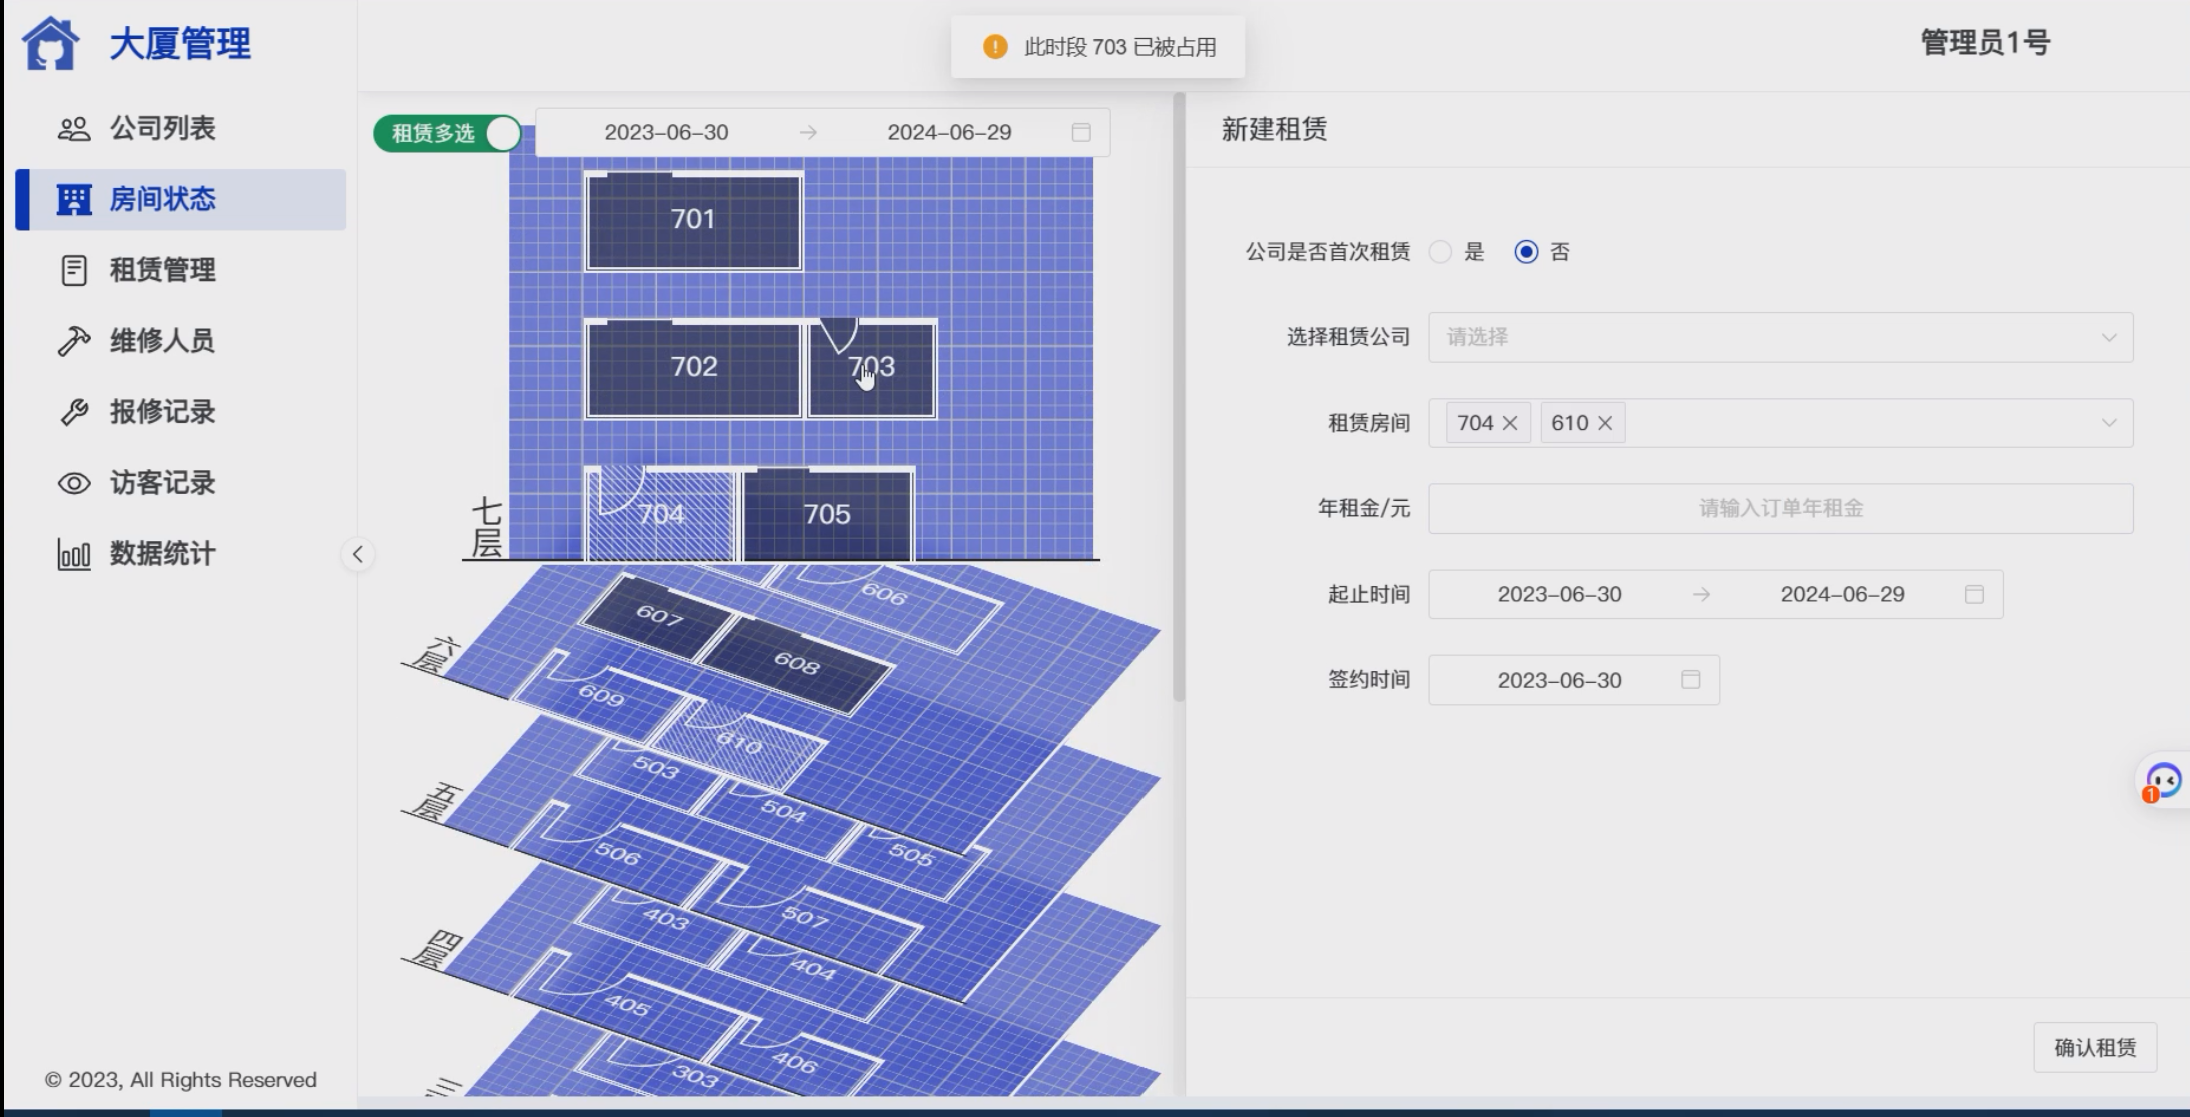 大厦管理
此时段 703 已被占用
管理员1号
公司列表
房间状态
租赁管理
维修人员
报修记录
访客记录
数据统计
© 2023, All Rights Reserved
租赁多选
2023-06-30 → 2024-06-29
701
702
703
704
705
七层
606
607
608
609
610
六层
503
504
505
506
507
五层
403
404
405
406
四层
303
三
新建租赁
公司是否首次租赁 是 否
选择租赁公司 请选择
租赁房间 704 × 610 ×
年租金/元 请输入订单年租金
起止时间 2023-06-30 → 2024-06-29
签约时间 2023-06-30
1
确认租赁